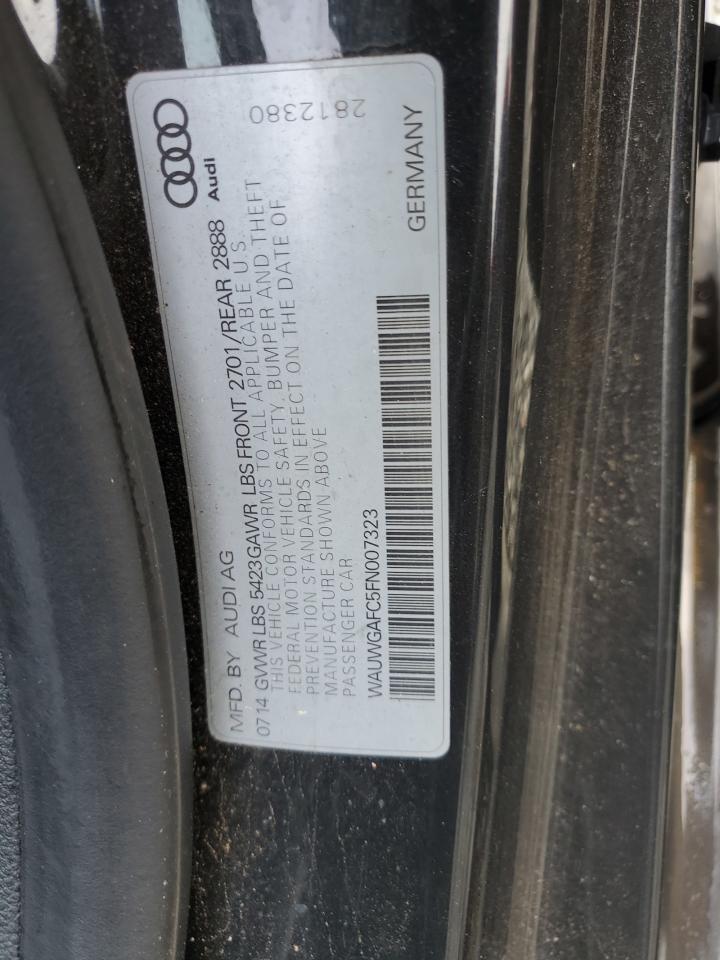 MFD. BY AUDI AG
0714 GVWR LBS 5423 GAWR LBS FRONT 2701/REAR 2888
THIS VEHICLE CONFORMS TO ALL APPLICABLE U S
FEDERAL MOTOR VEHICLE SAFETY, BUMPER AND THEFT
PREVENTION STANDARDS IN EFFECT ON THE DATE OF
MANUFACTURE SHOWN ABOVE
PASSENGER CAR
WAUWGAFC5FN007323
Audi
2812380
GERMANY